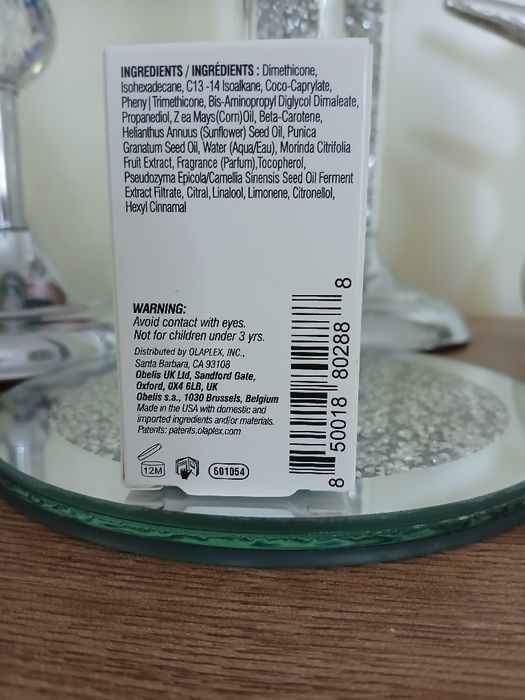 INGREDIENTS / INGRÉDIENTS : Dimethicone,
Isohexadecane, C13 -14 Isoalkane, Coco-Caprylate,
Pheny|Trimethicone, Bis-Aminopropyl Diglycol Dimaleate,
Propanediol, Z ea Mays(Corn)Oil, Beta-Carotene,
Helianthus Annuus (Sunflower) Seed Oil, Punica
Granatum Seed Oil, Water (Aqua/Eau), Morinda Citrifolia
Fruit Extract, Fragrance (Parfum),Tocopherol,
Pseudozyma Epicola/Camellia Sinensis Seed Oil Ferment
Extract Filtrate, Citral, Linalool, Limonene, Citronellol,
Hexyl Cinnamal
WARNING:
Avoid contact with eyes.
Not for children under 3 yrs.
Distributed by OLAPLEX, INC.,
Santa Barbara, CA 93108
Obelis UK Ltd, Sandford Gate,
Oxford, 0X4 6LB, UK
Obelis s.a., 1030 Brussels, Belgium
Made in the USA with domestic and
imported ingredients and/or materials.
Patents: patents.olaplex.com
12M
601054
8 50018 80288 8